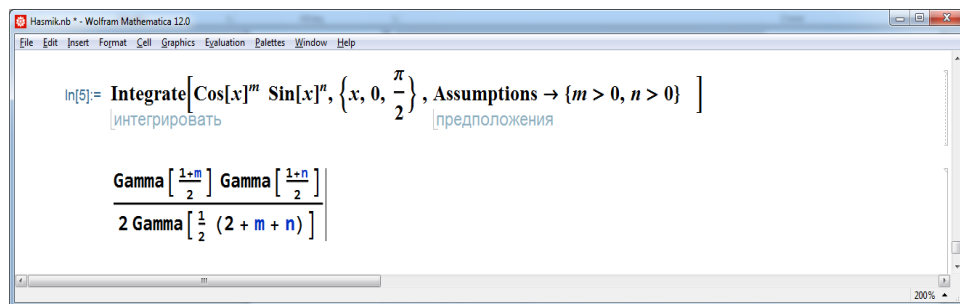 Hasmik.nb * - Wolfram Mathematica 12.0
File Edit Insert Format Cell Graphics Evaluation Palettes Window Help
In[5]:= Integrate[Cos[x]^m Sin[x]^n, {x, 0, π/2}, Assumptions → {m > 0, n > 0} ]
интегрировать предположения
Gamma[(1+m)/2] Gamma[(1+n)/2]
2 Gamma[1/2 (2 + m + n)]
200%